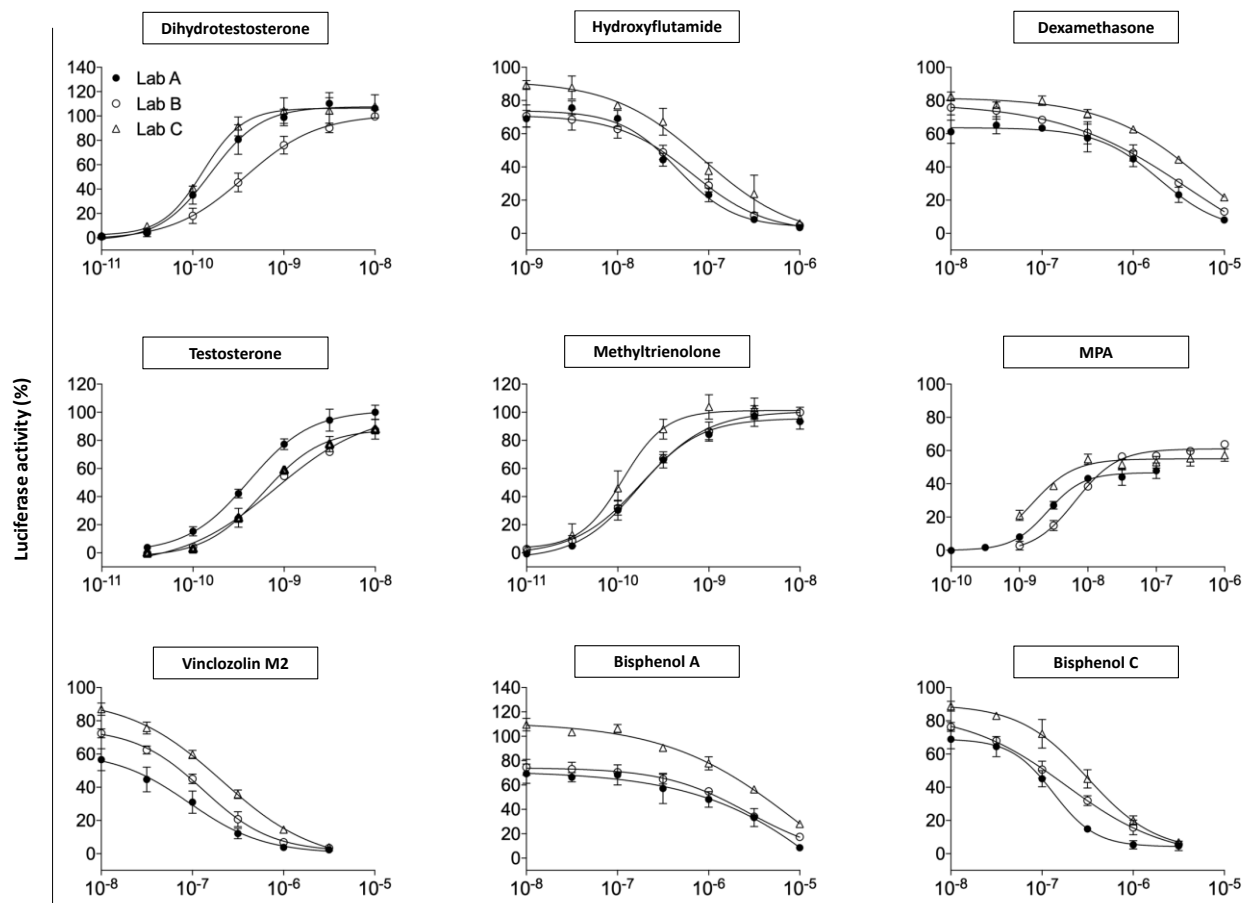 Dihydrotestosterone
Hydroxyflutamide
Dexamethasone
120
100
80
60
40
20
0
Lab A
Lab B
Lab C
10-11 10-10 10-9 10-8
100
80
60
40
20
0
10-9 10-8 10-7 10-6
100
80
60
40
20
0
10-8 10-7 10-6 10-5
Luciferase activity (%)
Testosterone
Methyltrienolone
MPA
120
100
80
60
40
20
0
10-11 10-10 10-9 10-8
120
100
80
60
40
20
0
10-11 10-10 10-9 10-8
100
80
60
40
20
0
10-10 10-9 10-8 10-7 10-6
Vinclozolin M2
Bisphenol A
Bisphenol C
100
80
60
40
20
0
10-8 10-7 10-6 10-5
140
120
100
80
60
40
20
0
10-8 10-7 10-6 10-5
100
80
60
40
20
0
10-8 10-7 10-6 10-5